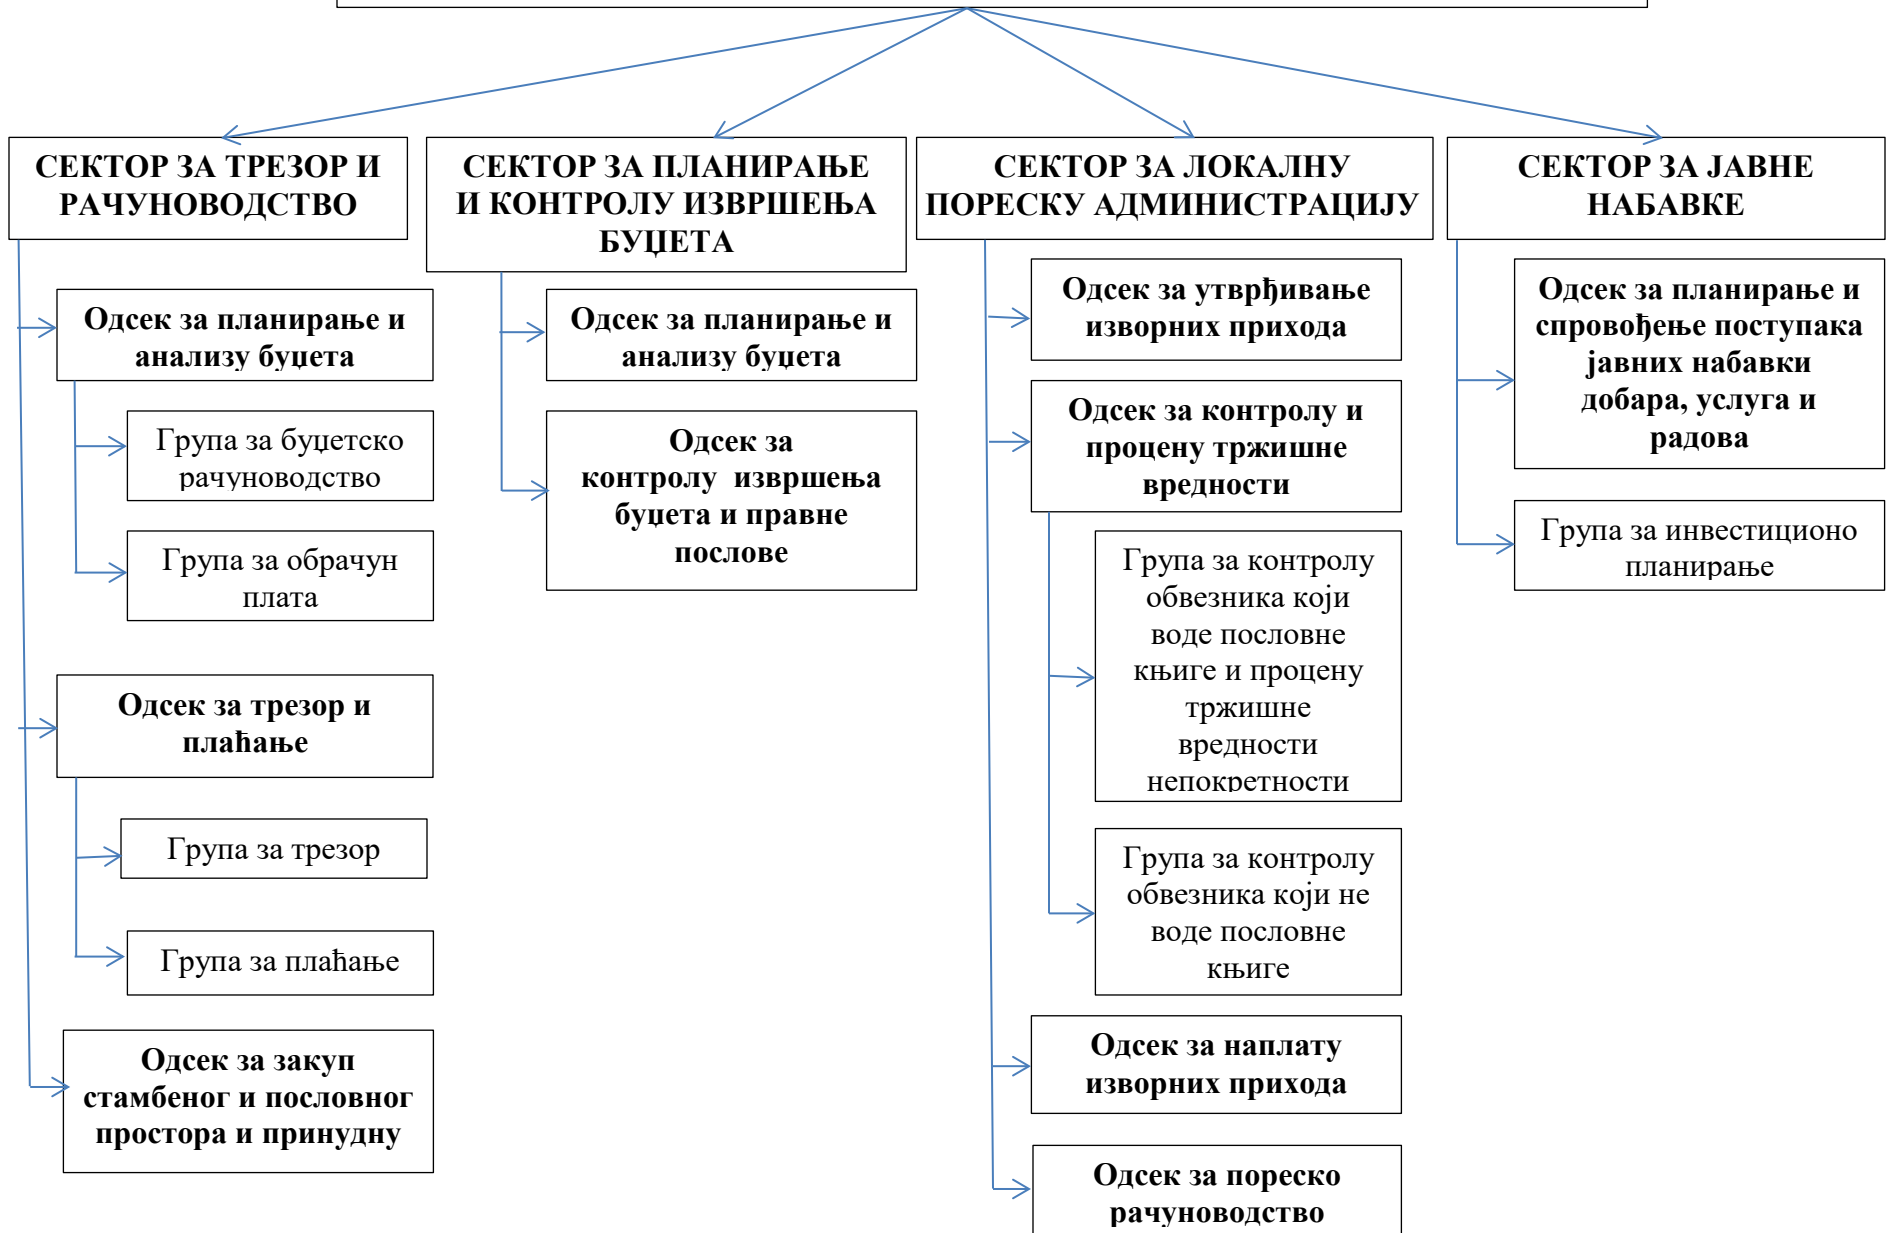 СЕКТОР ЗА ТРЕЗОР И
РАЧУНОВОДСТВО
Одсек за планирање и
анализу буџета
Група за буџетско
рачуноводство
Група за обрачун
плата
Одсек за трезор и
плаћање
Група за трезор
Група за плаћање
Одсек за закуп
стамбеног и пословног
простора и принудну
СЕКТОР ЗА ПЛАНИРАЊЕ
И КОНТРОЛУ ИЗВРШЕЊА
БУЏЕТА
Одсек за планирање и
анализу буџета
Одсек за
контролу извршења
буџета и правне
послове
СЕКТОР ЗА ЛОКАЛНУ
ПОРЕСКУ АДМИНИСТРАЦИЈУ
Одсек за утврђивање
изворних прихода
Одсек за контролу и
процену тржишне
вредности
Група за контролу
обвезника који
воде пословне
књиге и процену
тржишне
вредности
непокретности
Група за контролу
обвезника који не
воде пословне
књиге
Одсек за наплату
изворних прихода
Одсек за пореско
рачуноводство
СЕКТОР ЗА ЈАВНЕ
НАБАВКЕ
Одсек за планирање и
спровођење поступака
јавних набавки
добара, услуга и
радова
Група за инвестиционо
планирање